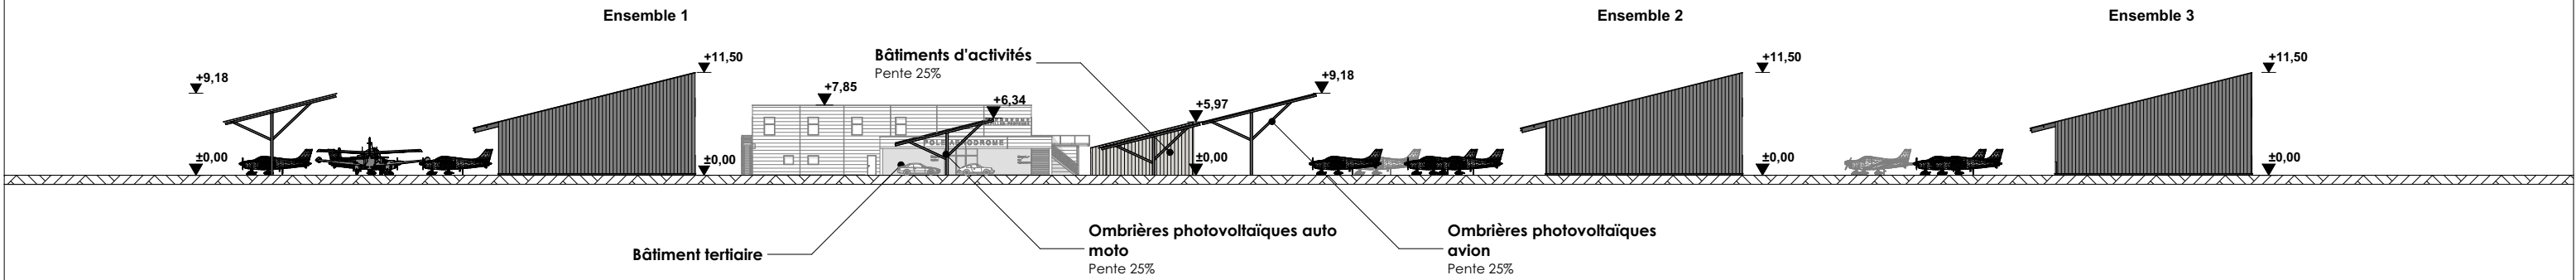 Ensemble 1
Ensemble 2
Ensemble 3
Bâtiments d'activités
Pente 25%
+11,50
+11,50
+11,50
+9,18
+9,18
+7,85
+6,34
+5,97
POLE AERODROME
±0,00
±0,00
±0,00
±0,00
±0,00
Ombrières photovoltaïques auto
moto
Pente 25%
Ombrières photovoltaïques
avion
Pente 25%
Bâtiment tertiaire